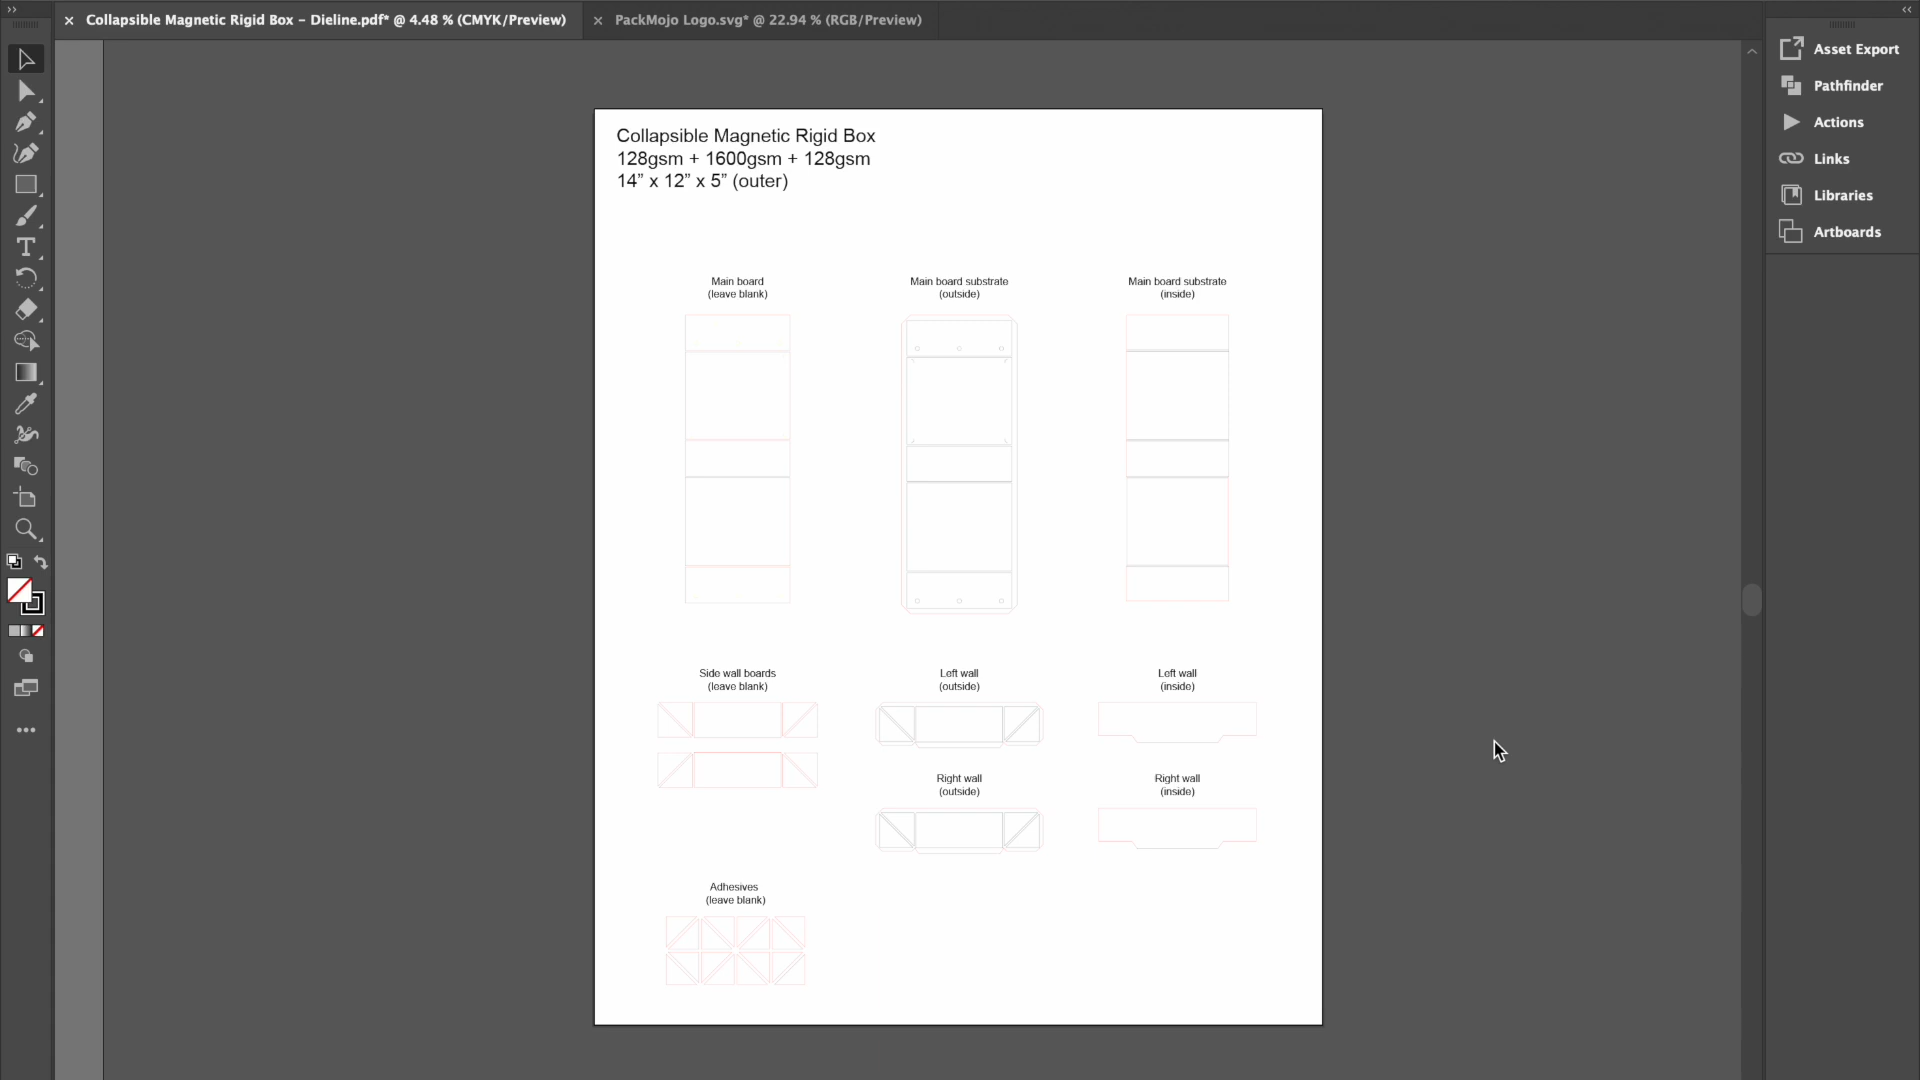 Collapsible Magnetic Rigid Box – Dieline.pdf* @ 4.48 % (CMYK/Preview)
PackMojo Logo.svg* @ 22.94 % (RGB/Preview)
Asset Export
Pathfinder
Actions
Links
Libraries
Artboards
Collapsible Magnetic Rigid Box
128gsm + 1600gsm + 128gsm
14” x 12” x 5” (outer)
Main board
(leave blank)
Main board substrate
(outside)
Main board substrate
(inside)
Side wall boards
(leave blank)
Left wall
(outside)
Left wall
(inside)
Right wall
(outside)
Right wall
(inside)
Adhesives
(leave blank)